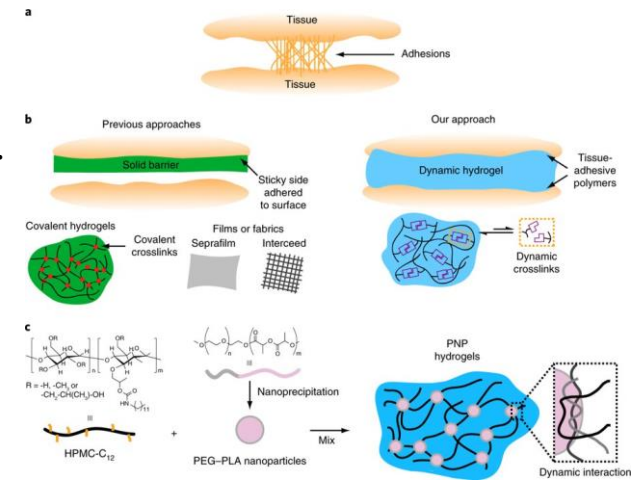 a
Tissue
Adhesions
Tissue
b
Previous approaches
Our approach
Solid barrier
Dynamic hydrogel
Sticky side
adhered
to surface
Tissue-
adhesive
polymers
Covalent hydrogels
Covalent
crosslinks
Films or fabrics
Seprafilm
Interceed
Dynamic
crosslinks
c
R = -H, -CH₃ or
-CH₂-CH(CH₃)-OH
HPMC-C₁₂
+
Nanoprecipitation
PEG–PLA nanoparticles
Mix
PNP
hydrogels
Dynamic interaction